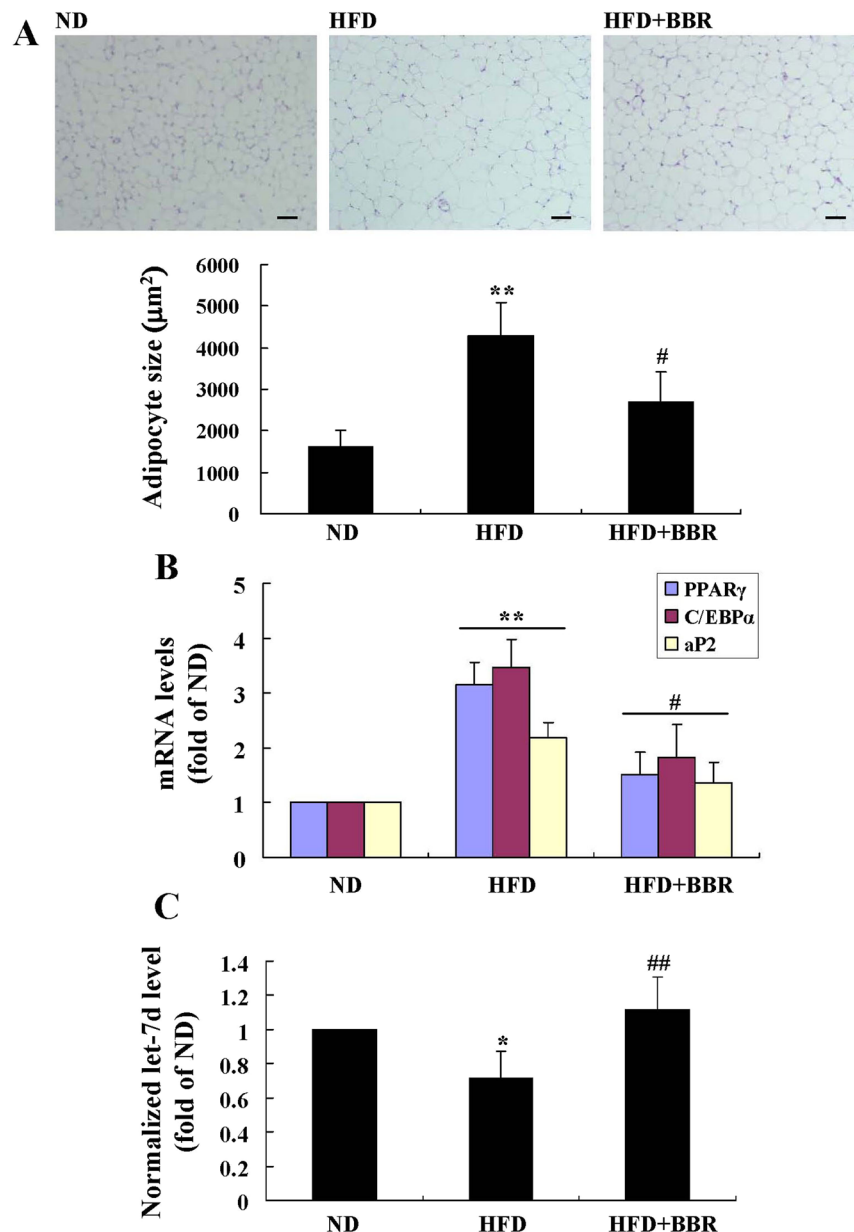 A
ND
HFD
HFD+BBR
Adipocyte size (μm²)
6000
5000
4000
3000
2000
1000
0
**
#
ND
HFD
HFD+BBR
B
mRNA levels
(fold of ND)
5
4
3
2
1
0
**
#
PPARγ
C/EBPα
aP2
ND
HFD
HFD+BBR
C
Normalized let-7d level
(fold of ND)
1.4
1.2
1
0.8
0.6
0.4
0.2
0
*
##
ND
HFD
HFD+BBR